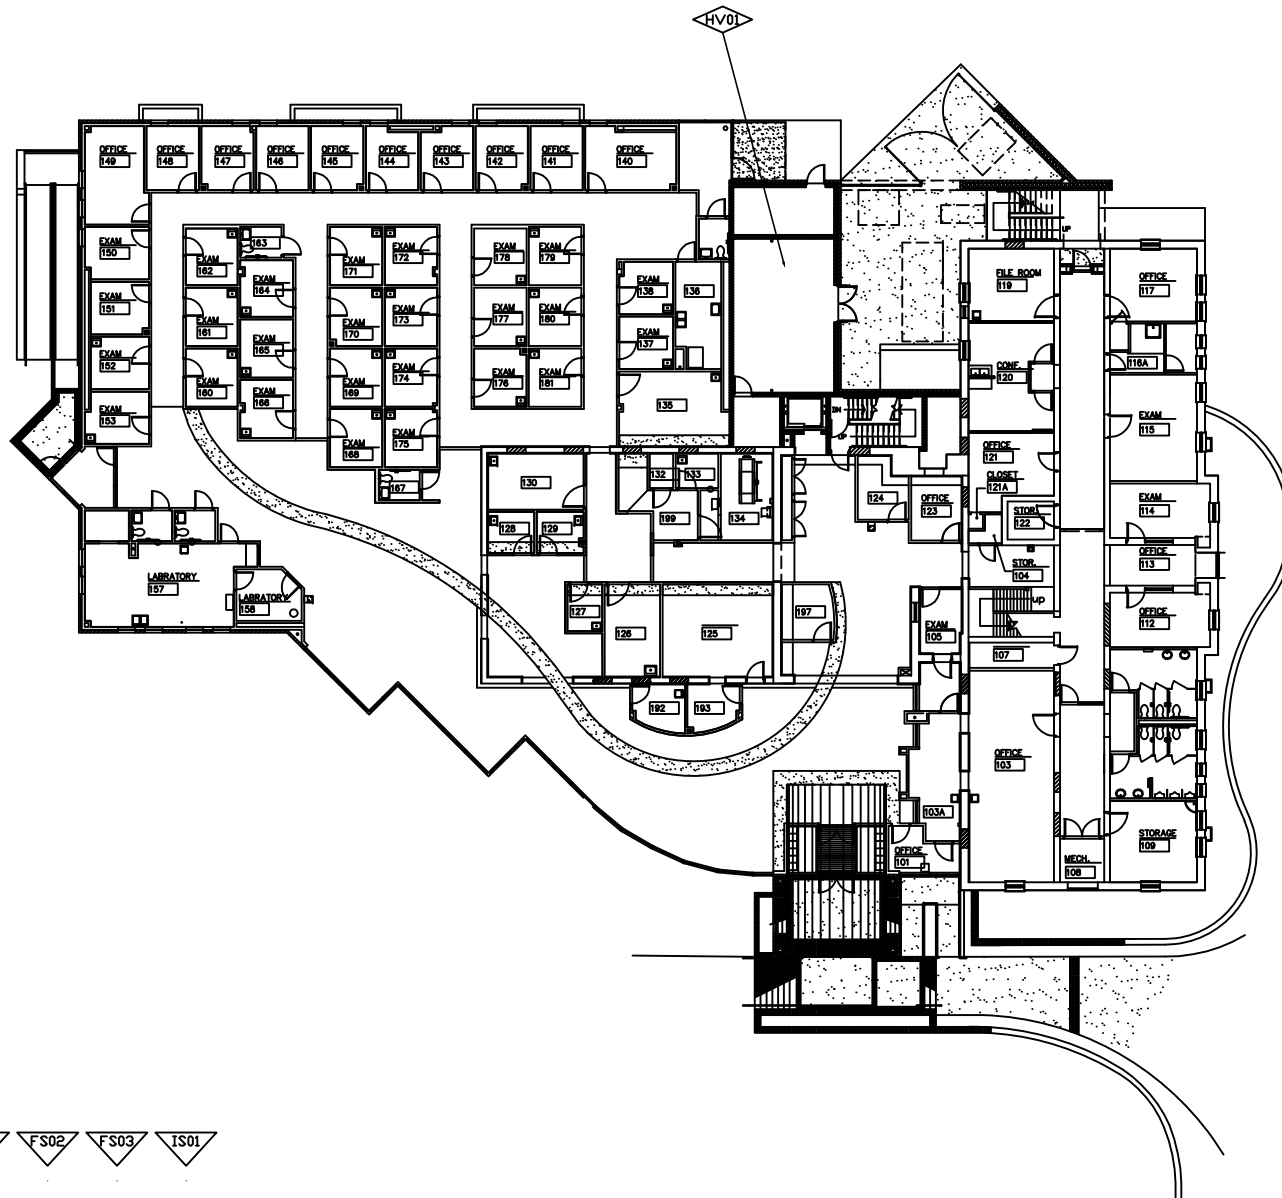 HV01
OFFICE
149
OFFICE
148
OFFICE
147
OFFICE
146
OFFICE
145
OFFICE
144
OFFICE
143
OFFICE
142
OFFICE
141
OFFICE
140
UP
EXAM
150
EXAM
162
163
EXAM
171
EXAM
172
EXAM
178
EXAM
179
EXAM
164
EXAM
138
136
FILE ROOM
119
OFFICE
117
EXAM
151
EXAM
161
EXAM
170
EXAM
173
EXAM
177
EXAM
180
EXAM
137
EXAM
152
EXAM
165
CONF.
120
116A
EXAM
160
EXAM
166
EXAM
169
EXAM
174
EXAM
176
EXAM
181
135
EXAM
153
DN
UP
EXAM
115
EXAM
168
EXAM
175
OFFICE
121
167
130
132
133
CLOSET
121A
124
OFFICE
123
EXAM
114
128
129
199
134
STOR.
122
OFFICE
113
LABRATORY
157
LABRATORY
158
STOR.
104
UP
127
126
125
197
EXAM
105
OFFICE
112
107
192
193
OFFICE
103
103A
STORAGE
109
OFFICE
101
MECH.
108
FS02
FS03
IS01